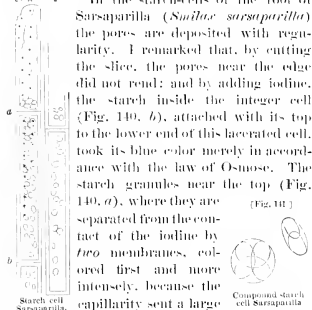 In the starch-cells of the root of
Sarsaparilla (Smilax sarsaparilla)
the pores are deposited with regu-
larity. I remarked that, by cutting
the slice, the pores near the edge
did not rend; and by adding iodine,
the starch inside the integer cell
(Fig. 140, b), attached with its top
to the lower end of this lacerated cell,
took its blue color merely in accord-
ance with the law of Osmose. The
starch granules near the top (Fig.
140, a), where they are
separated from the con-
tact of the iodine by
two membranes, col-
ored first and more
intensely, because the
capillarity sent a large
a
b
Starch cell
Sarsaparilla.
[Fig. 141 ]
Compound starch
cell Sarsaparilla